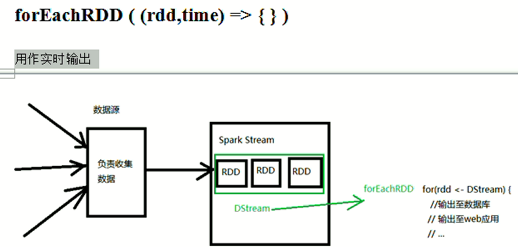 forEachRDD ( (rdd,time) => { } )
用作实时输出
数据源
负责收集
数据
Spark Stream
RDD RDD RDD
DStream
forEachRDD for(rdd <- DStream) {
//输出至数据库
// 输出至web应用
// ...